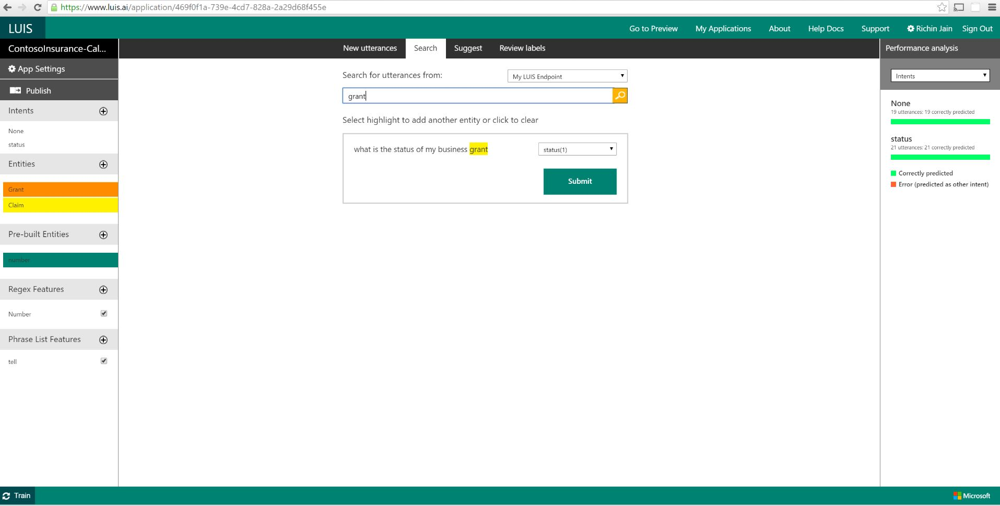 https://www.luis.ai/application/469f0f1a-739e-4cd7-828a-2a29d68f455e
LUIS
Go to Preview
My Applications
About
Help Docs
Support
Richin Jain
Sign Out
ContosoInsurance-Cal...
New utterances
Search
Suggest
Review labels
Performance analysis
App Settings
Publish
Intents
None
status
Entities
Grant
Claim
Pre-built Entities
number
Regex Features
Number
Phrase List Features
tell
Search for utterances from:
My LUIS Endpoint
grant
Select highlight to add another entity or click to clear
what is the status of my business grant
status(1)
Submit
Intents
None
19 utterances: 19 correctly predicted
status
21 utterances: 21 correctly predicted
Correctly predicted
Error (predicted as other intent)
Train
Microsoft